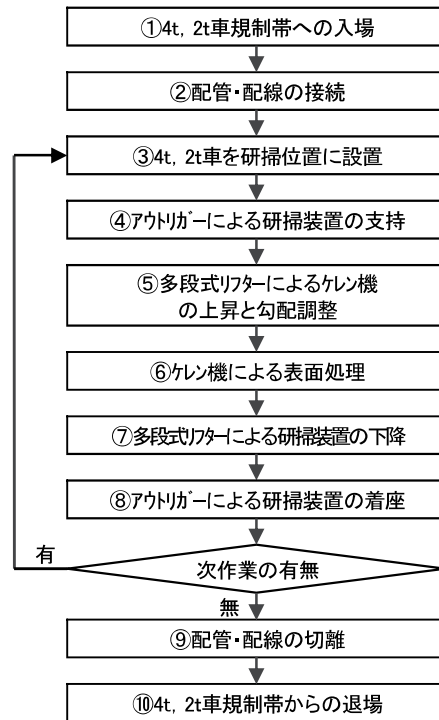 ①4t, 2t車規制帯への入場
②配管・配線の接続
③4t, 2t車を研掃位置に設置
④ｱｳﾄﾘｶﾞｰによる研掃装置の支持
⑤多段式ﾘﾌﾀｰによるｹﾚﾝ機
の上昇と勾配調整
⑥ｹﾚﾝ機による表面処理
⑦多段式ﾘﾌﾀｰによる研掃装置の下降
⑧ｱｳﾄﾘｶﾞｰによる研掃装置の着座
有
次作業の有無
無
⑨配管・配線の切離
⑩4t, 2t車規制帯からの退場